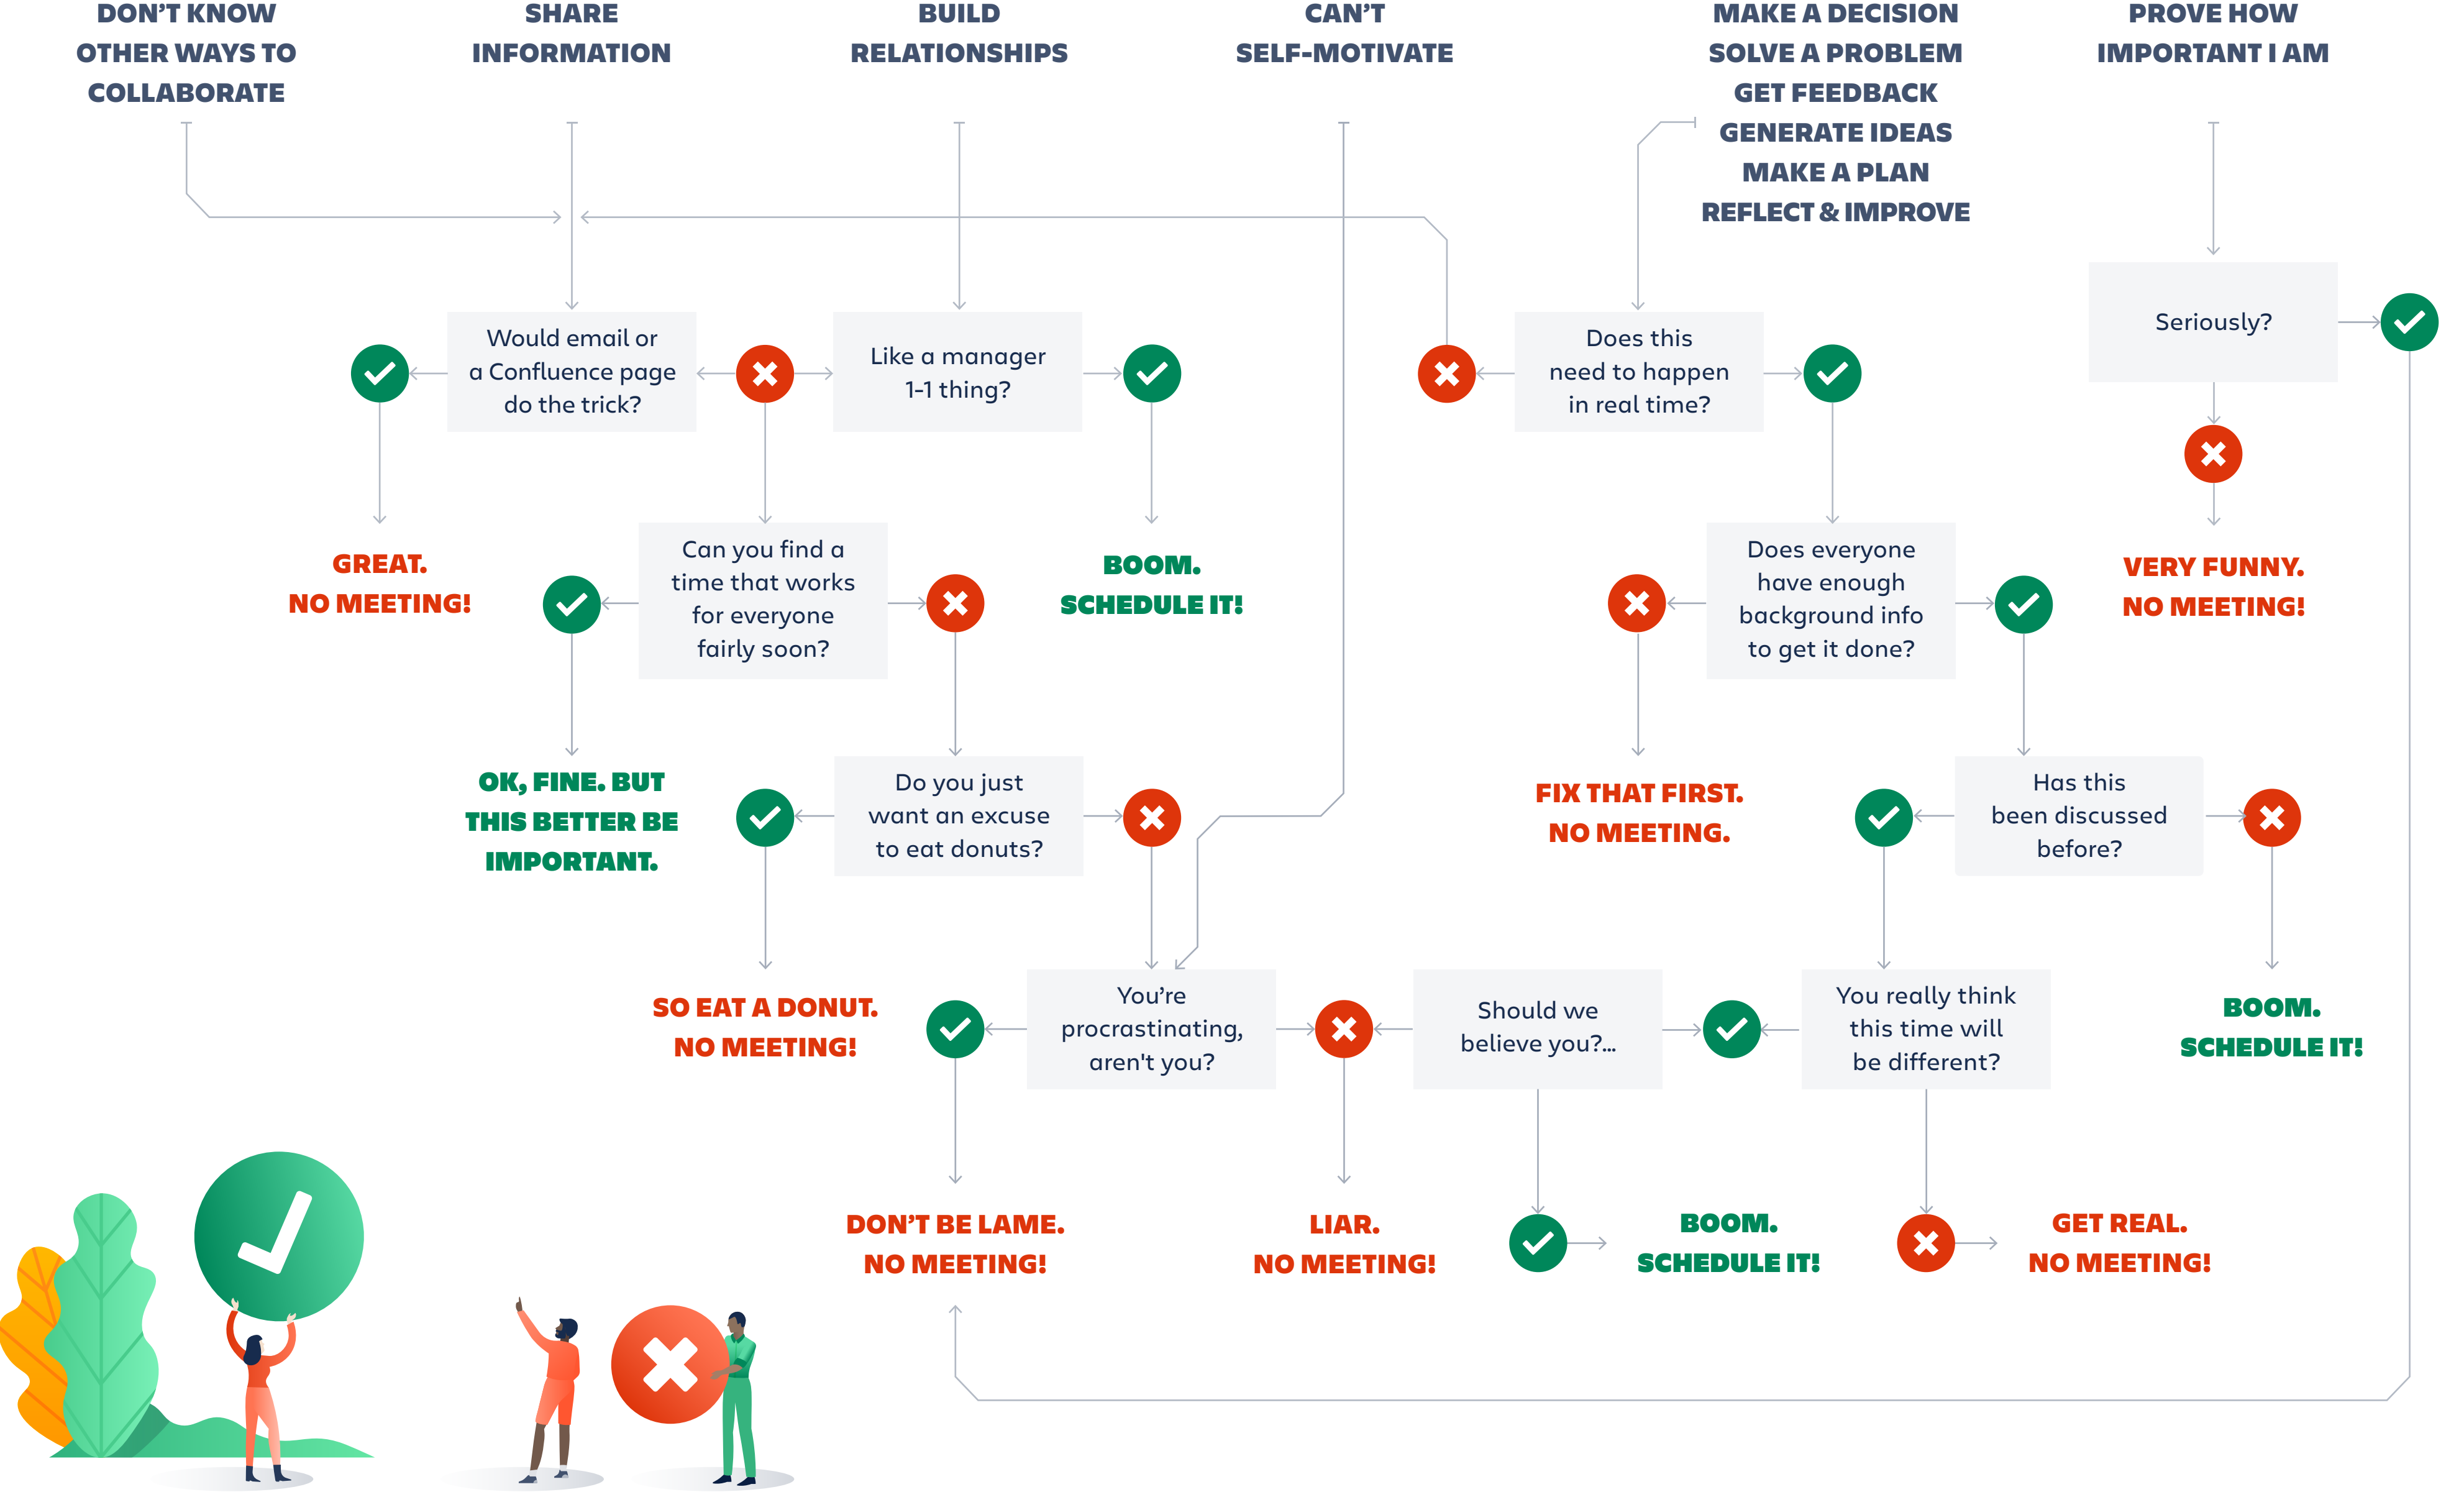 DON'T KNOW
OTHER WAYS TO
COLLABORATE
SHARE
INFORMATION
BUILD
RELATIONSHIPS
CAN'T
SELF-MOTIVATE
MAKE A DECISION
SOLVE A PROBLEM
GET FEEDBACK
GENERATE IDEAS
MAKE A PLAN
REFLECT & IMPROVE
PROVE HOW
IMPORTANT I AM
Would email or
a Confluence page
do the trick?
Like a manager
1-1 thing?
Does this
need to happen
in real time?
Seriously?
GREAT.
NO MEETING!
Can you find a
time that works
for everyone
fairly soon?
BOOM.
SCHEDULE IT!
Does everyone
have enough
background info
to get it done?
VERY FUNNY.
NO MEETING!
OK, FINE. BUT
THIS BETTER BE
IMPORTANT.
Do you just
want an excuse
to eat donuts?
FIX THAT FIRST.
NO MEETING.
Has this
been discussed
before?
SO EAT A DONUT.
NO MEETING!
You’re
procrastinating,
aren't you?
Should we
believe you?...
You really think
this time will
be different?
BOOM.
SCHEDULE IT!
DON’T BE LAME.
NO MEETING!
LIAR.
NO MEETING!
BOOM.
SCHEDULE IT!
GET REAL.
NO MEETING!